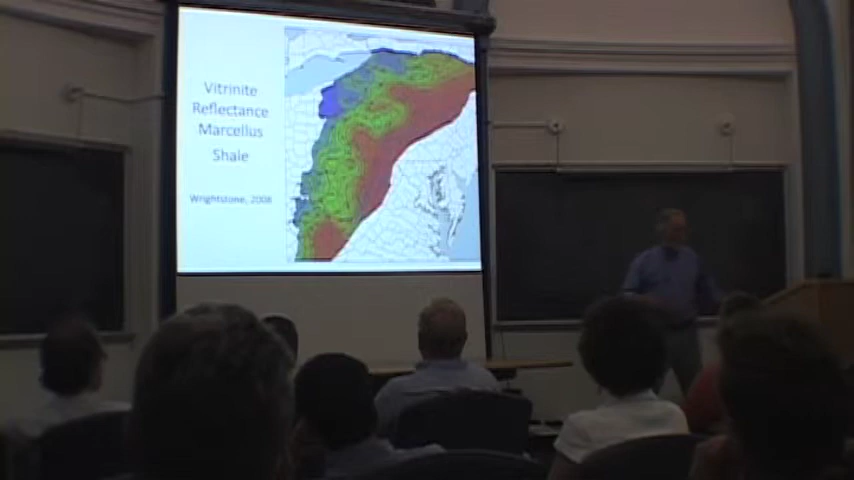 Vitrinite
Reflectance
Marcellus
Shale
Wrightstone, 2008